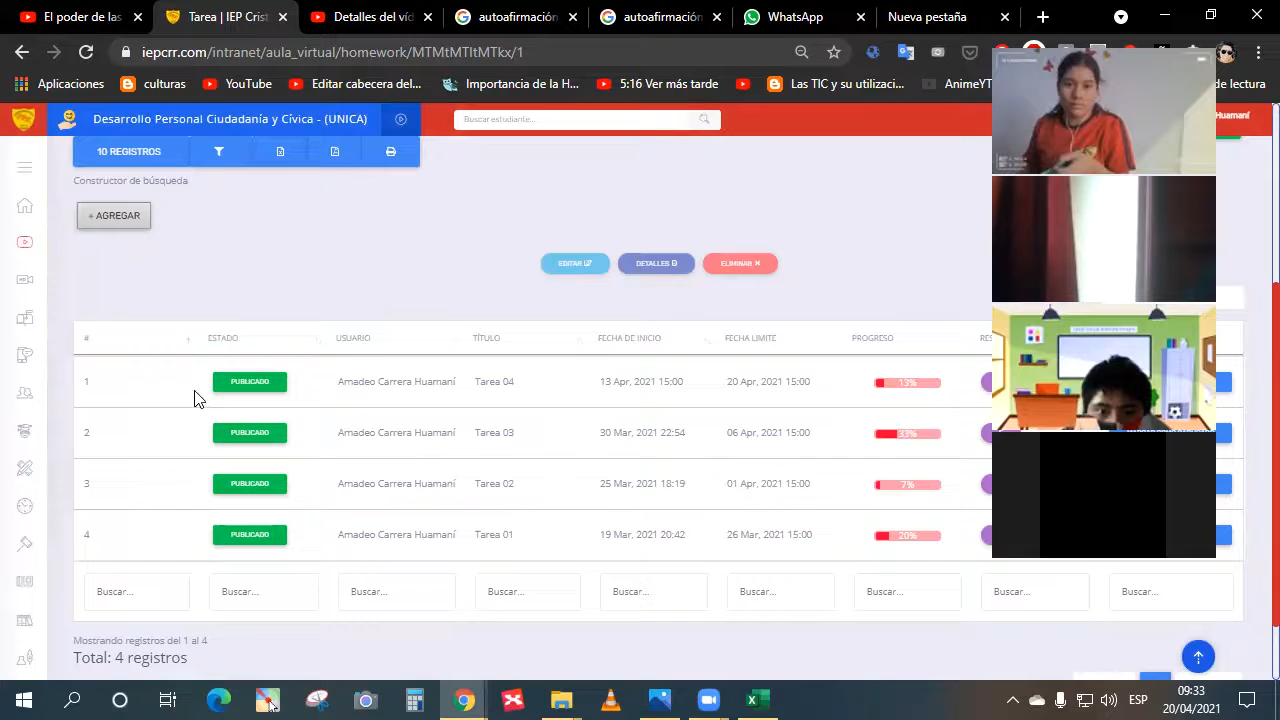 El poder de las
Tarea | IEP Crist
Detalles del víd
autoafirmación
autoafirmación
WhatsApp
Nueva pestaña
iepcrr.com/intranet/aula_virtual/homework/MTMtMTItMTkx/1
Aplicaciones
culturas
YouTube
Editar cabecita del...
Importancia de la H...
5:16 Ver más tarde
Las TIC y su utilizaci...
AnimeYT
de lectura
Desarrollo Personal Ciudadanía y Cívica - (UNICA)
Buscar estudiante...
Huamaní
10 REGISTROS
Constructor de búsqueda
+ AGREGAR
EDITAR
DETALLES
ELIMINAR
# ESTADO USUARIO TÍTULO FECHA DE INICIO FECHA LIMITE PROGRESO RES
1 PUBLICADO Amadeo Carrera Huamaní Tarea 04 13 Apr, 2021 15:00 20 Apr, 2021 15:00 13%
2 PUBLICADO Amadeo Carrera Huamaní Tarea 03 30 Mar, 2021 22:54 06 Apr, 2021 15:00 33%
3 PUBLICADO Amadeo Carrera Huamaní Tarea 02 25 Mar, 2021 18:19 01 Apr, 2021 15:00 7%
4 PUBLICADO Amadeo Carrera Huamaní Tarea 01 19 Mar, 2021 20:42 26 Mar, 2021 15:00 20%
Buscar... Buscar... Buscar... Buscar... Buscar... Buscar... Buscar... Buscar... Buscar...
Mostrando registros del 1 al 4
Total: 4 registros
ESP
09:33
20/04/2021